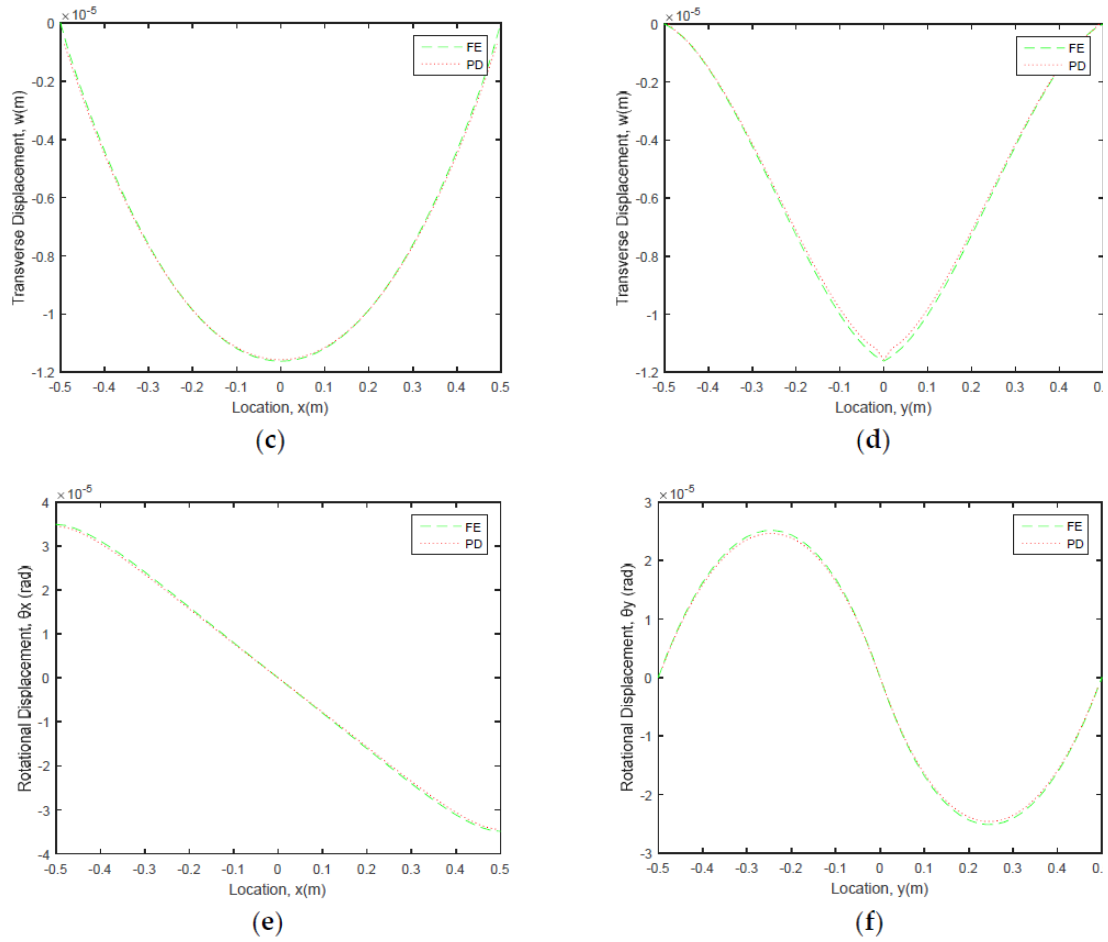 ×10⁻⁵
0
-0.2
-0.4
-0.6
-0.8
-1
-1.2
Transverse Displacement, w(m)
FE
PD
-0.5 -0.4 -0.3 -0.2 -0.1 0 0.1 0.2 0.3 0.4 0.5
Location, x(m)
(c)
×10⁻⁵
0
-0.2
-0.4
-0.6
-0.8
-1
-1.2
Transverse Displacement, w(m)
FE
PD
-0.5 -0.4 -0.3 -0.2 -0.1 0 0.1 0.2 0.3 0.4 0.
Location, y(m)
(d)
×10⁻⁵
4
3
2
1
0
-1
-2
-3
-4
Rotational Displacement, θx (rad)
FE
PD
-0.5 -0.4 -0.3 -0.2 -0.1 0 0.1 0.2 0.3 0.4 0.5
Location, x(m)
(e)
×10⁻⁵
3
2
1
0
-1
-2
-3
Rotational Displacement, θy (rad)
FE
PD
-0.5 -0.4 -0.3 -0.2 -0.1 0 0.1 0.2 0.3 0.4 0.
Location, y(m)
(f)